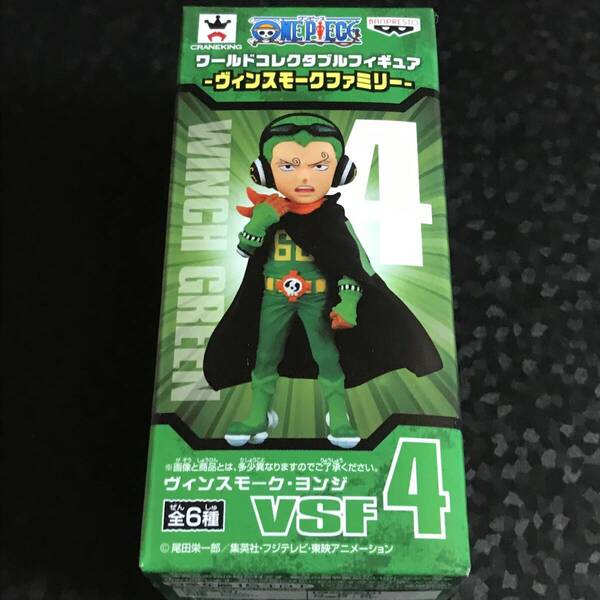 CRANEKING
ONE PIECE
BANPRESTO
ワールドコレクタブルフィギュア
-ヴィンスモークファミリー-
4
WINCH GREEN
66
※画像と商品とは、多少異なりますのでご了承ください。
ヴィンスモーク・ヨンジ
全6種
VSF 4
© 尾田栄一郎／集英社・フジテレビ・東映アニメーション